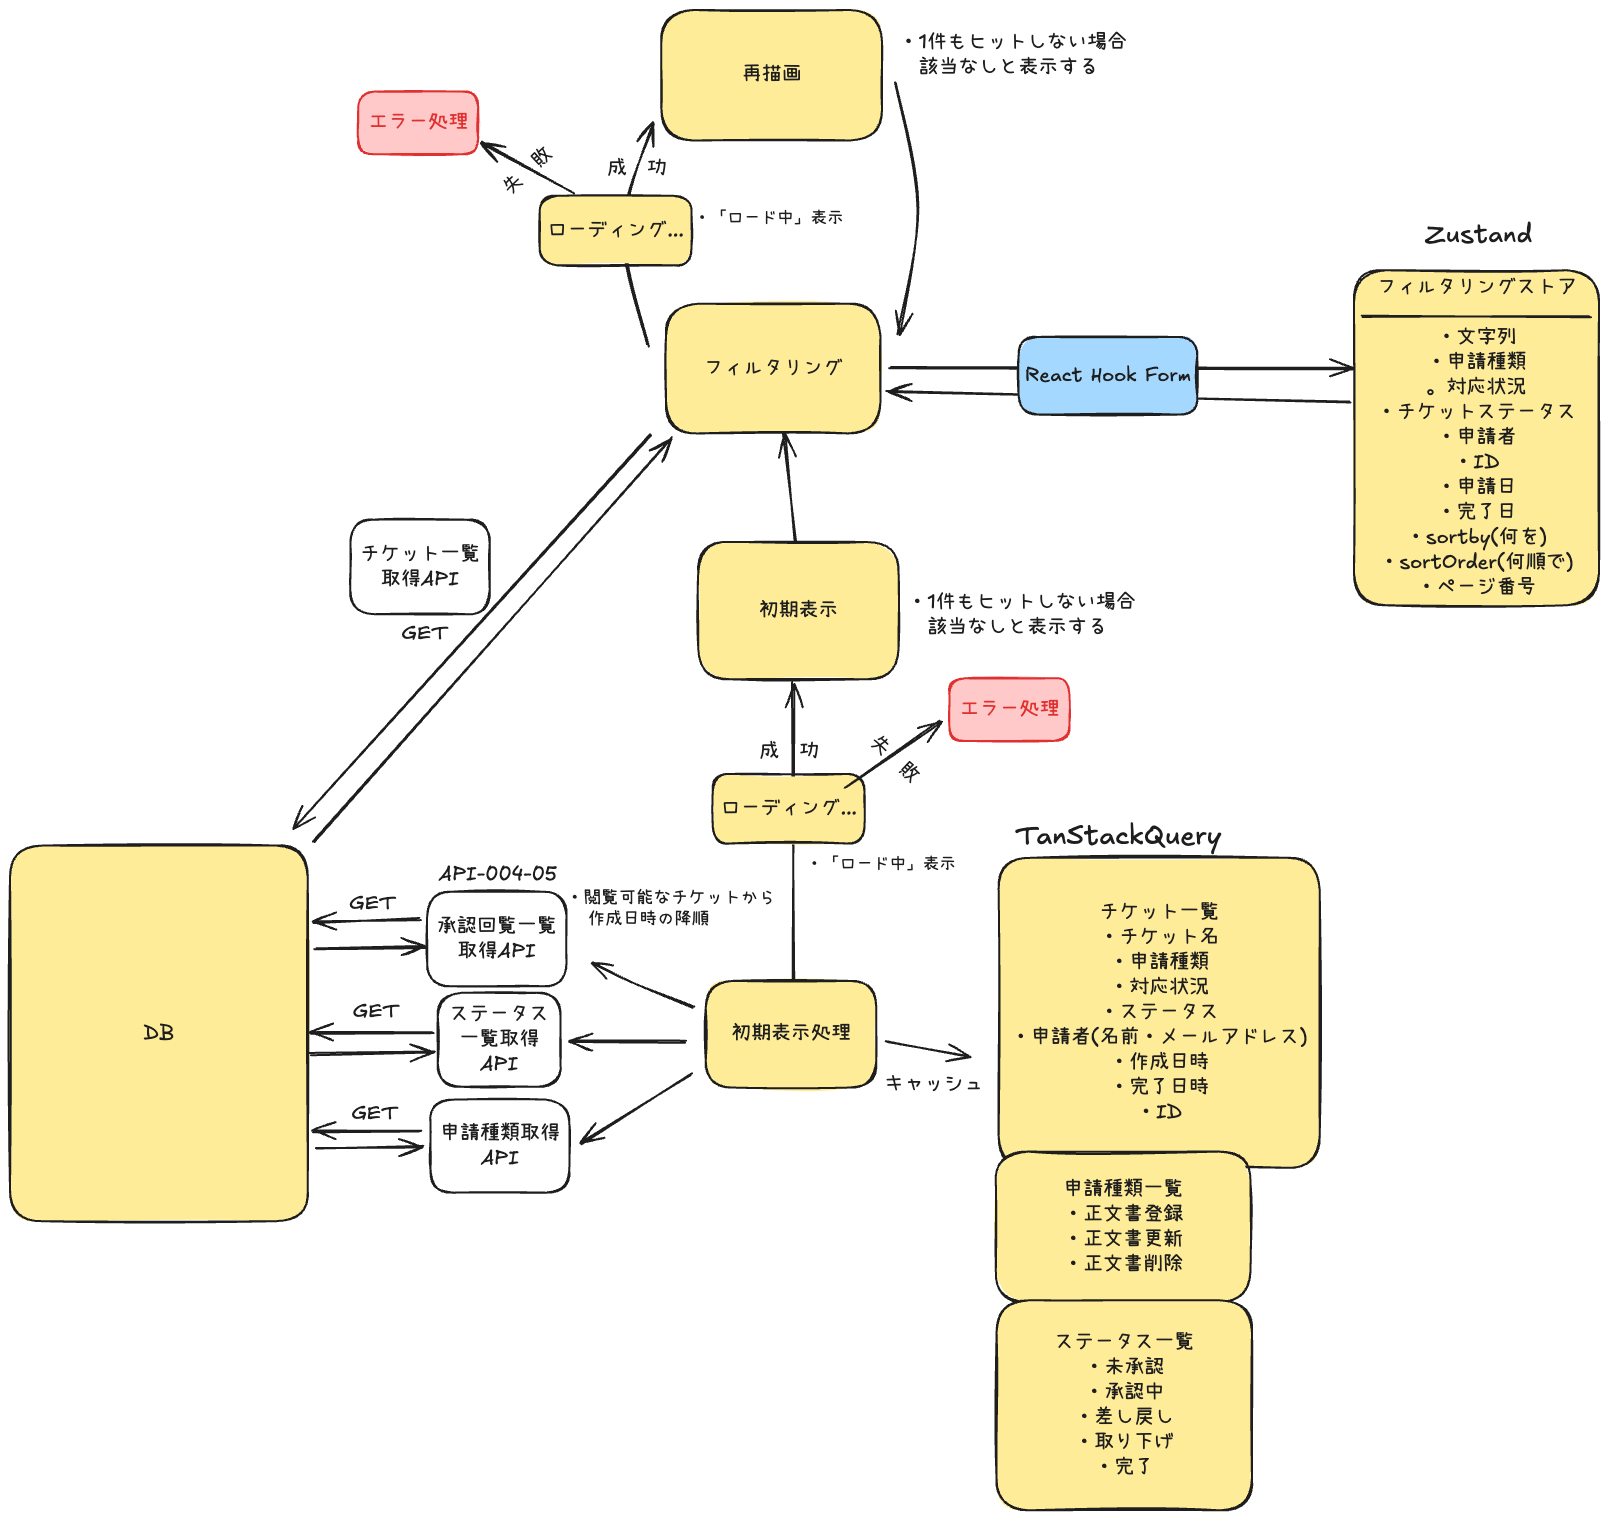 再描画
・1件もヒットしない場合
該当なしと表示する
エラー処理
失敗
成功
ローディング...
・「ロード中」表示
Zustand
フィルタリングストア
・文字列
・申請種類
。対応状況
・チケットステータス
・申請者
・ID
・申請日
・完了日
・sortby(何を)
・sortOrder(何順で)
・ページ番号
フィルタリング
React Hook Form
チケット一覧
取得API
GET
初期表示
・1件もヒットしない場合
該当なしと表示する
エラー処理
成功
失敗
ローディング...
・「ロード中」表示
TanStackQuery
API-004-05
・閲覧可能なチケットから
作成日時の降順
GET
承認回覧一覧
取得API
GET
ステータス
一覧取得
API
GET
申請種類取得
API
DB
初期表示処理
キャッシュ
チケット一覧
・チケット名
・申請種類
・対応状況
・ステータス
・申請者(名前・メールアドレス)
・作成日時
・完了日時
・ID
申請種類一覧
・正文書登録
・正文書更新
・正文書削除
ステータス一覧
・未承認
・承認中
・差し戻し
・取り下げ
・完了